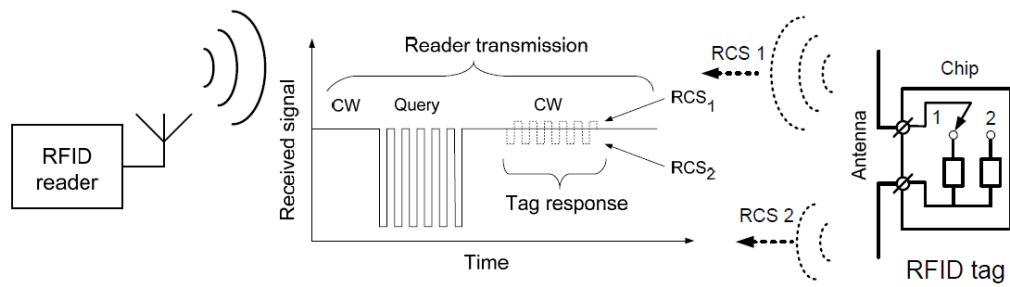 RFID
reader
Received signal
Reader transmission
CW
Query
CW
RCS1
RCS2
Tag response
Time
RCS 1
RCS 2
Antenna
Chip
1
2
RFID tag